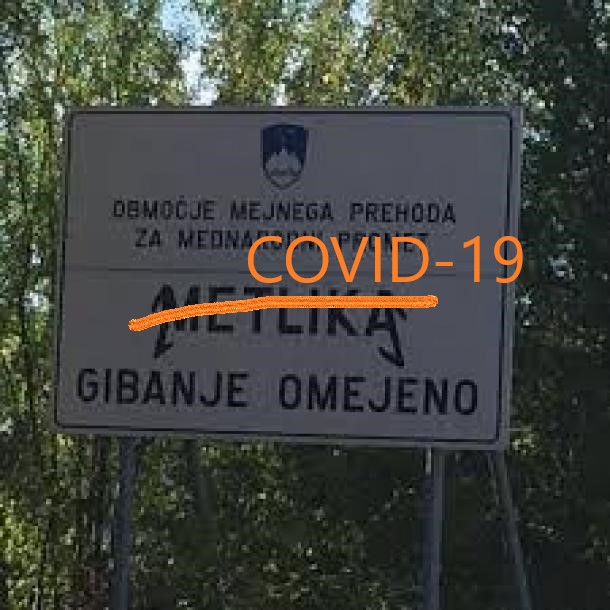 OBMOČJE MEJNEGA PREHODA
ZA MEDNARODNI PROMET
COVID-19
METLIKA
GIBANJE OMEJENO